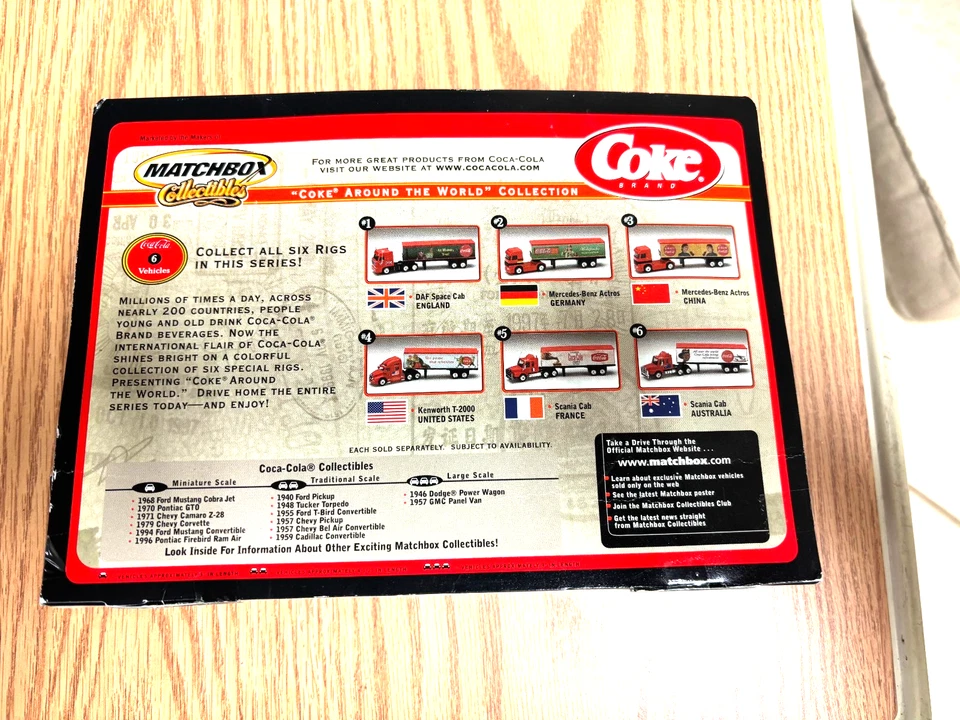 MATCHBOX
Collectibles
FOR MORE GREAT PRODUCTS FROM COCA-COLA
VISIT OUR WEBSITE AT WWW.COCACOLA.COM
Coke®
BRAND
"COKE® AROUND THE WORLD" COLLECTION
Coca-Cola
6
Vehicles
COLLECT ALL SIX RIGS
IN THIS SERIES!
MILLIONS OF TIMES A DAY, ACROSS
NEARLY 200 COUNTRIES, PEOPLE
YOUNG AND OLD DRINK COCA-COLA®
BRAND BEVERAGES. NOW THE
INTERNATIONAL FLAIR OF COCA-COLA®
SHINES BRIGHT ON A COLORFUL
COLLECTION OF SIX SPECIAL RIGS.
PRESENTING "COKE® AROUND
THE WORLD." DRIVE HOME THE ENTIRE
SERIES TODAY—AND ENJOY!
#1
DAF Space Cab
ENGLAND
#2
Mercedes-Benz Actros
GERMANY
#3
Mercedes-Benz Actros
CHINA
#4
Kenworth T-2000
UNITED STATES
#5
Scania Cab
FRANCE
#6
Scania Cab
AUSTRALIA
EACH SOLD SEPARATELY. SUBJECT TO AVAILABILITY.
Coca-Cola® Collectibles
Miniature Scale
• 1968 Ford Mustang Cobra Jet
• 1970 Pontiac GTO
• 1971 Chevy Camaro Z-28
• 1979 Chevy Corvette
• 1994 Ford Mustang Convertible
• 1996 Pontiac Firebird Ram Air
Traditional Scale
• 1940 Ford Pickup
• 1948 Tucker Torpedo
• 1955 Ford T-Bird Convertible
• 1957 Chevy Pickup
• 1957 Chevy Bel Air Convertible
• 1959 Cadillac Convertible
Large Scale
• 1946 Dodge® Power Wagon
• 1957 GMC Panel Van
Look Inside For Information About Other Exciting Matchbox Collectibles!
Take a Drive Through the
Official Matchbox Website . . .
www.matchbox.com
• Learn about exclusive Matchbox vehicles
sold only on the web
• See the latest Matchbox poster
• Join the Matchbox Collectibles Club
• Get the latest news straight
from Matchbox Collectibles